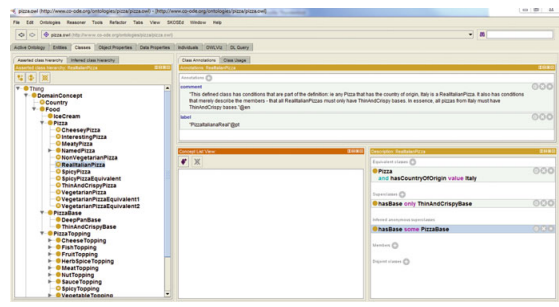 pizza.owl (http://www.co-ode.org/ontologies/pizza/pizza.owl) - [http://www.co-ode.org/ontologies/pizza/pizza.owl]
File Edit Ontologies Reasoner Tools Refactor Tabs View SKOSEd Window Help
pizza.owl (http://www.co-ode.org/ontologies/pizza/pizza.owl)
Active Ontology Entities Classes Object Properties Data Properties Individuals OWLViz DL Query
Asserted class hierarchy Inferred class hierarchy
Asserted class hierarchy: RealItalianPizza
Thing
DomainConcept
Country
Food
IceCream
Pizza
CheeseyPizza
InterestingPizza
MeatyPizza
NamedPizza
NonVegetarianPizza
RealItalianPizza
SpicyPizza
SpicyPizzaEquivalent
ThinAndCrispyPizza
VegetarianPizza
VegetarianPizzaEquivalent1
VegetarianPizzaEquivalent2
PizzaBase
DeepPanBase
ThinAndCrispyBase
PizzaTopping
CheeseTopping
FishTopping
FruitTopping
HerbSpiceTopping
MeatTopping
NutTopping
SauceTopping
SpicyTopping
VegetableTopping
Class Annotations Class Usage
Annotations: RealItalianPizza
Annotations
comment
"This defined class has conditions that are part of the definition: ie any Pizza that has the country of origin, Italy is a RealItalianPizza. It also has conditions
that merely describe the members - that all RealItalianPizzas must only have ThinAndCrispy bases. In essence, all pizzas from Italy must have
ThinAndCrispy bases."@en
label
"PizzaItalianaReal"@pt
Concept List View
Description: RealItalianPizza
Equivalent classes
Pizza
and hasCountryOfOrigin value Italy
Superclasses
hasBase only ThinAndCrispyBase
Inferred anonymous superclasses
hasBase some PizzaBase
Members
Disjoint classes